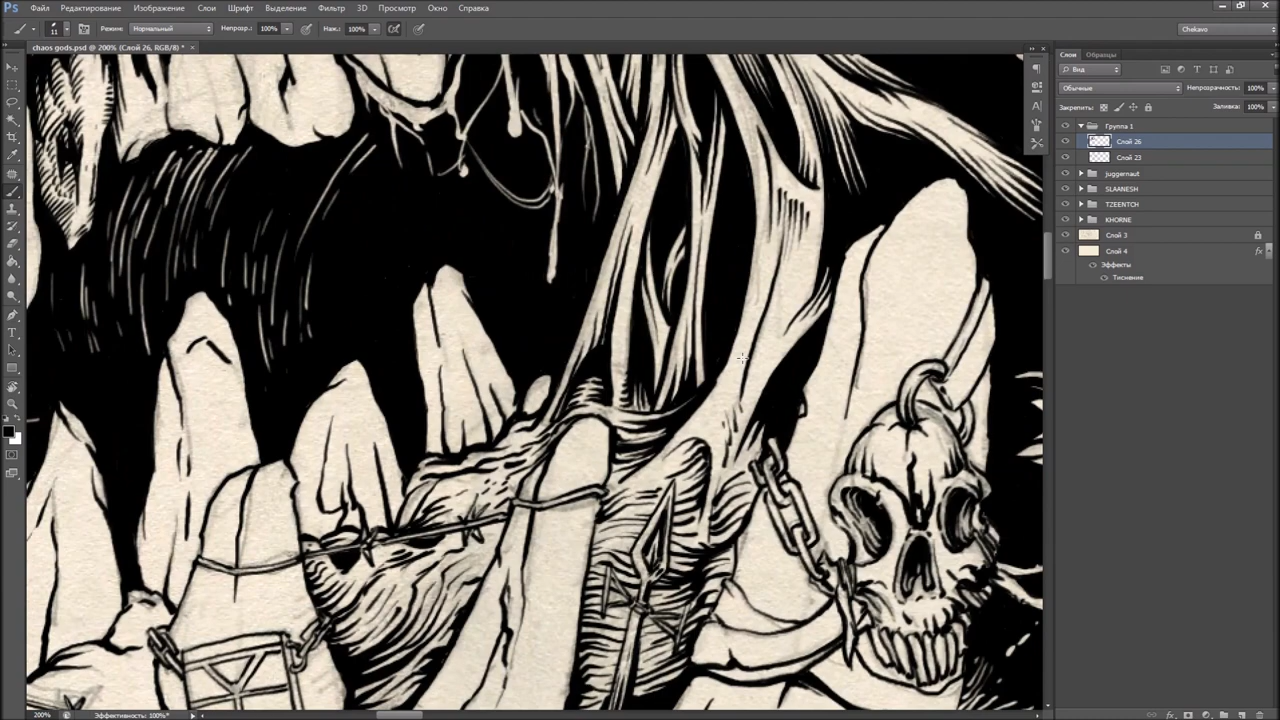 Ps Файл Редактирование Изображение Слои Шрифт Выделение Фильтр 3D Просмотр Окно Справка
11 Режим: Нормальный Непрозр.: 100% Наж.: 100% Chekavo
chaos gods.psd @ 200% (Слой 26, RGB/8) * ×
Слои Образцы
Вид
Обычные Непрозрачность: 100%
Закрепить: Заливка: 100%
Группа 1
Слой 26
Слой 23
juggernaut
SLAANESH
TZEENTCH
KHORNE
Слой 3
Слой 4 fx
Эффекты
Тиснение
200% Эффективность: 100%*